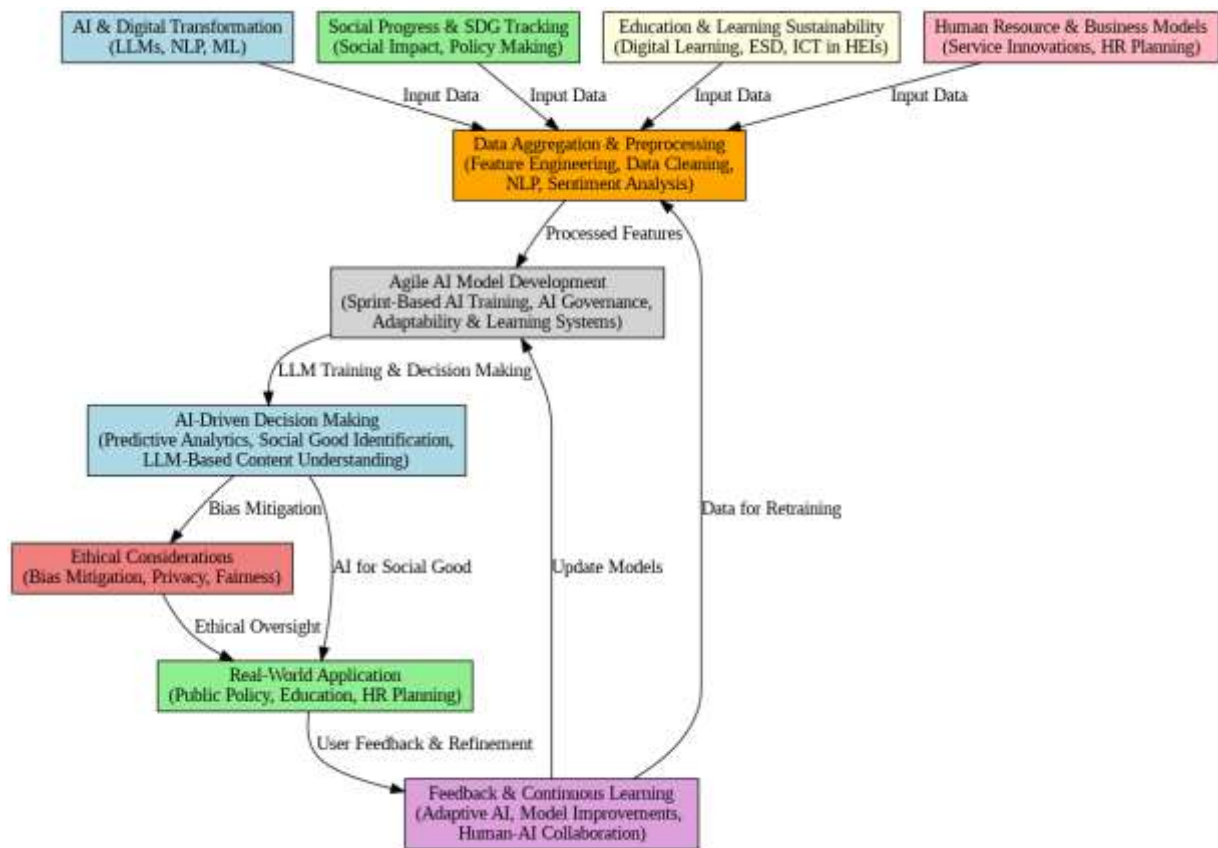 AI & Digital Transformation
(LLMs, NLP, ML)
Social Progress & SDG Tracking
(Social Impact, Policy Making)
Education & Learning Sustainability
(Digital Learning, ESD, ICT in HEIs)
Human Resource & Business Models
(Service Innovations, HR Planning)
Input Data
Input Data
Input Data
Input Data
Data Aggregation & Preprocessing
(Feature Engineering, Data Cleaning,
NLP, Sentiment Analysis)
Processed Features
Agile AI Model Development
(Sprint-Based AI Training, AI Governance,
Adaptability & Learning Systems)
LLM Training & Decision Making
AI-Driven Decision Making
(Predictive Analytics, Social Good Identification,
LLM-Based Content Understanding)
Bias Mitigation
Data for Retraining
Ethical Considerations
(Bias Mitigation, Privacy, Fairness)
AI for Social Good
Update Models
Ethical Oversight
Real-World Application
(Public Policy, Education, HR Planning)
User Feedback & Refinement
Feedback & Continuous Learning
(Adaptive AI, Model Improvements,
Human-AI Collaboration)